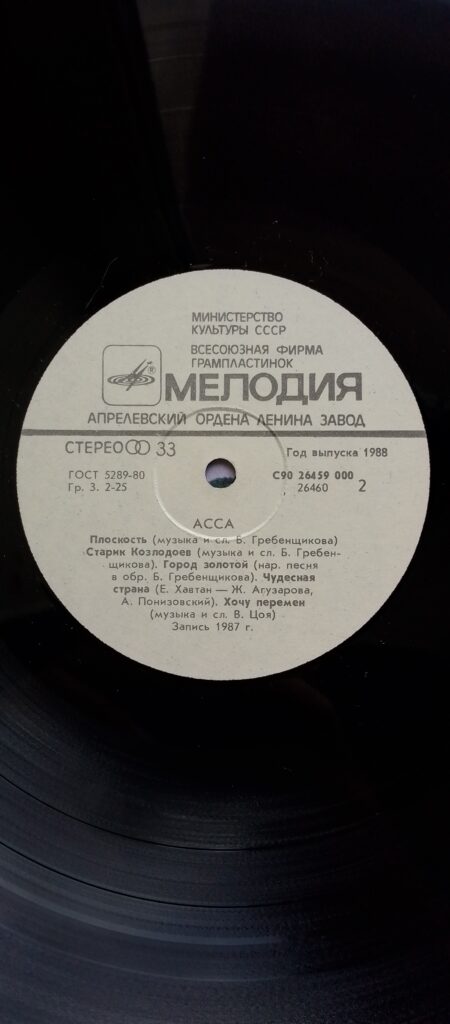 МИНИСТЕРСТВО
КУЛЬТУРЫ СССР
ВСЕСОЮЗНАЯ ФИРМА
ГРАМПЛАСТИНОК
® МЕЛОДИЯ
АПРЕЛЕВСКИЙ ОРДЕНА ЛЕНИНА ЗАВОД
СТЕРЕО 33 Год выпуска 1988
ГОСТ 5289-80 С90 26459 000
Гр. 3. 2-25 26460 2
АССА
Плоскость (музыка и сл. Б. Гребенщикова)
Старик Козлодоев (музыка и сл. Б. Гребен-
щикова). Город золотой (нар. песня
в обр. Б. Гребенщикова). Чудесная
страна (Е. Хавтан — Ж. Агузарова,
А. Понизовский). Хочу перемен
(музыка и сл. В. Цоя)
Запись 1987 г.